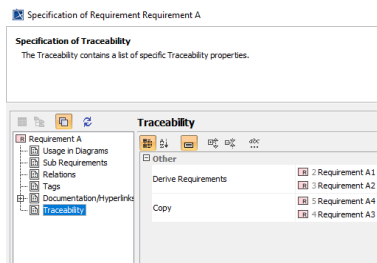 Specification of Requirement Requirement A
Specification of Traceability
The Traceability contains a list of specific Traceability properties.
Traceability
R Requirement A
Usage in Diagrams
Sub Requirements
Relations
Tags
Documentation/Hyperlinks
Traceability
Other
Derive Requirements
R 2 Requirement A1
R 3 Requirement A2
Copy
R 5 Requirement A4
R 4 Requirement A3